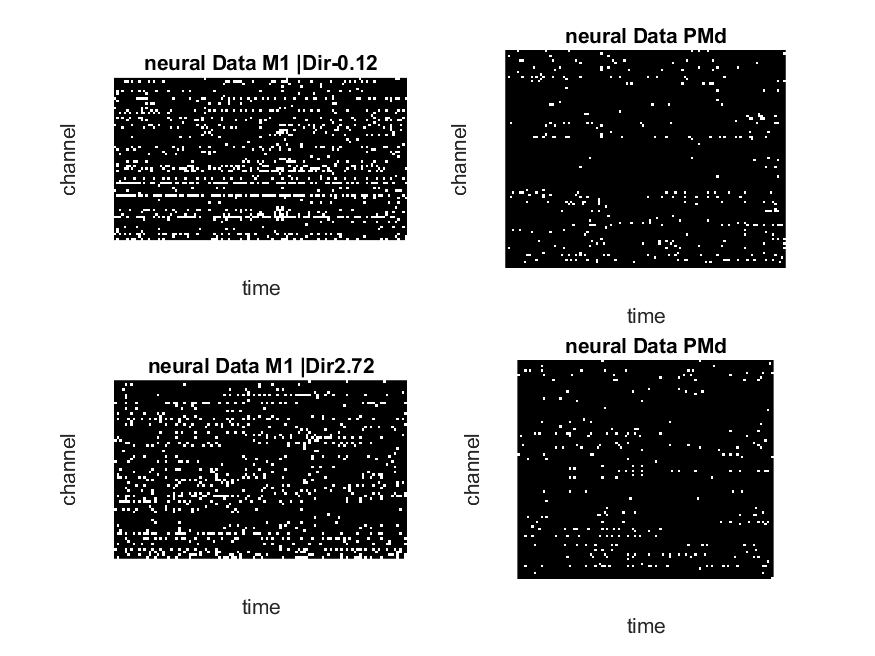 neural Data M1 |Dir-0.12
channel
time
neural Data PMd
channel
time
neural Data M1 |Dir2.72
channel
time
neural Data PMd
channel
time